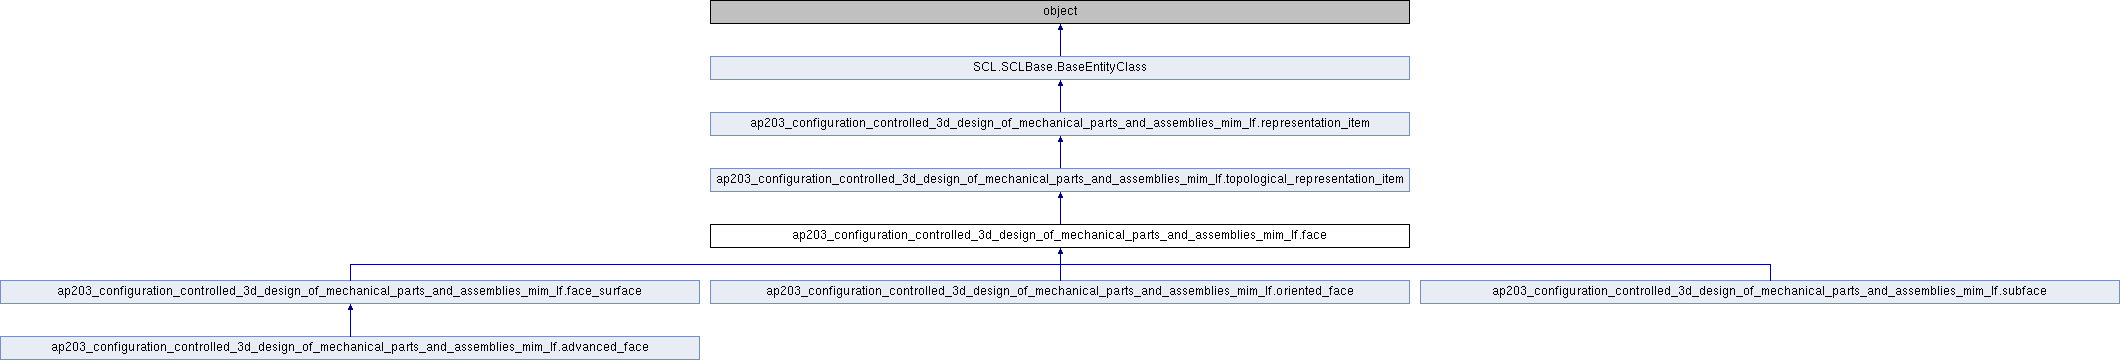 object
SCL.SCLBase.BaseEntityClass
ap203_configuration_controlled_3d_design_of_mechanical_parts_and_assemblies_mim_lf.representation_item
ap203_configuration_controlled_3d_design_of_mechanical_parts_and_assemblies_mim_lf.topological_representation_item
ap203_configuration_controlled_3d_design_of_mechanical_parts_and_assemblies_mim_lf.face
ap203_configuration_controlled_3d_design_of_mechanical_parts_and_assemblies_mim_lf.face_surface
ap203_configuration_controlled_3d_design_of_mechanical_parts_and_assemblies_mim_lf.oriented_face
ap203_configuration_controlled_3d_design_of_mechanical_parts_and_assemblies_mim_lf.subface
ap203_configuration_controlled_3d_design_of_mechanical_parts_and_assemblies_mim_lf.advanced_face